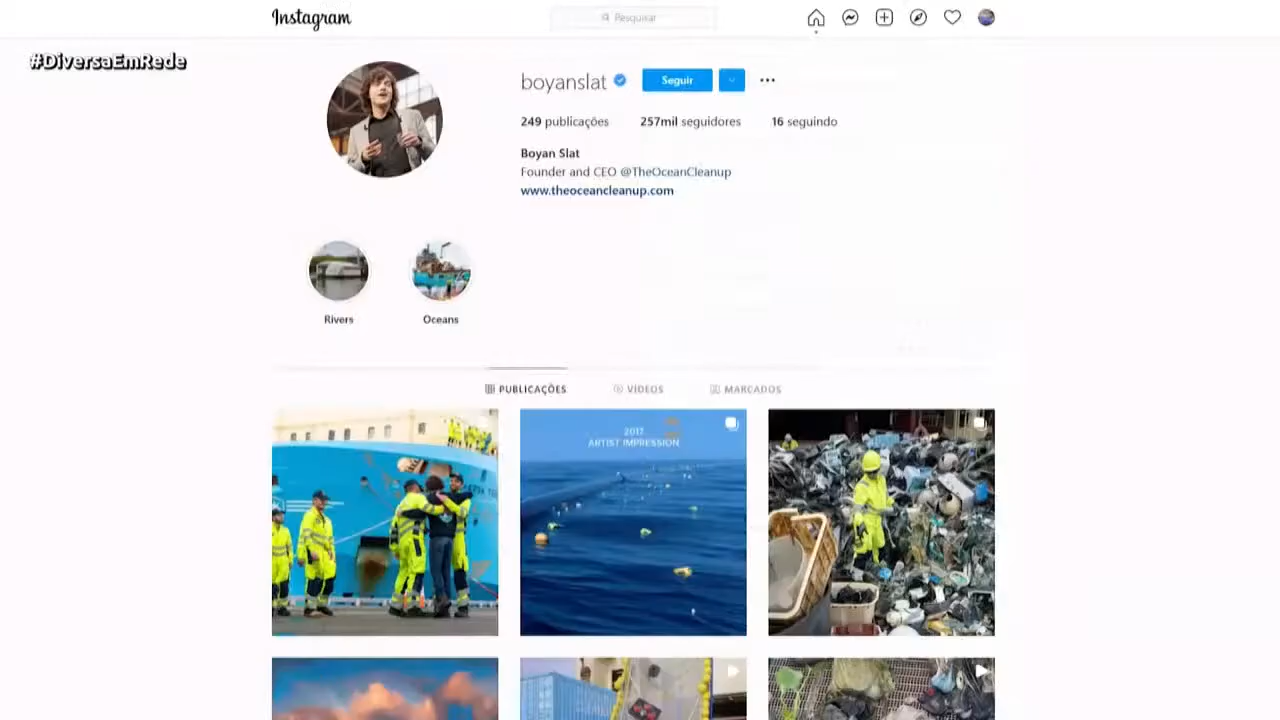 Instagram
Pesquisar
#DiversaEmRede
boyanslat
Seguir
249 publicações 257mil seguidores 16 seguindo
Boyan Slat
Founder and CEO @TheOceanCleanup
www.theoceancleanup.com
Rivers Oceans
PUBLICAÇÕES VÍDEOS MARCADOS
2017
ARTIST IMPRESSION